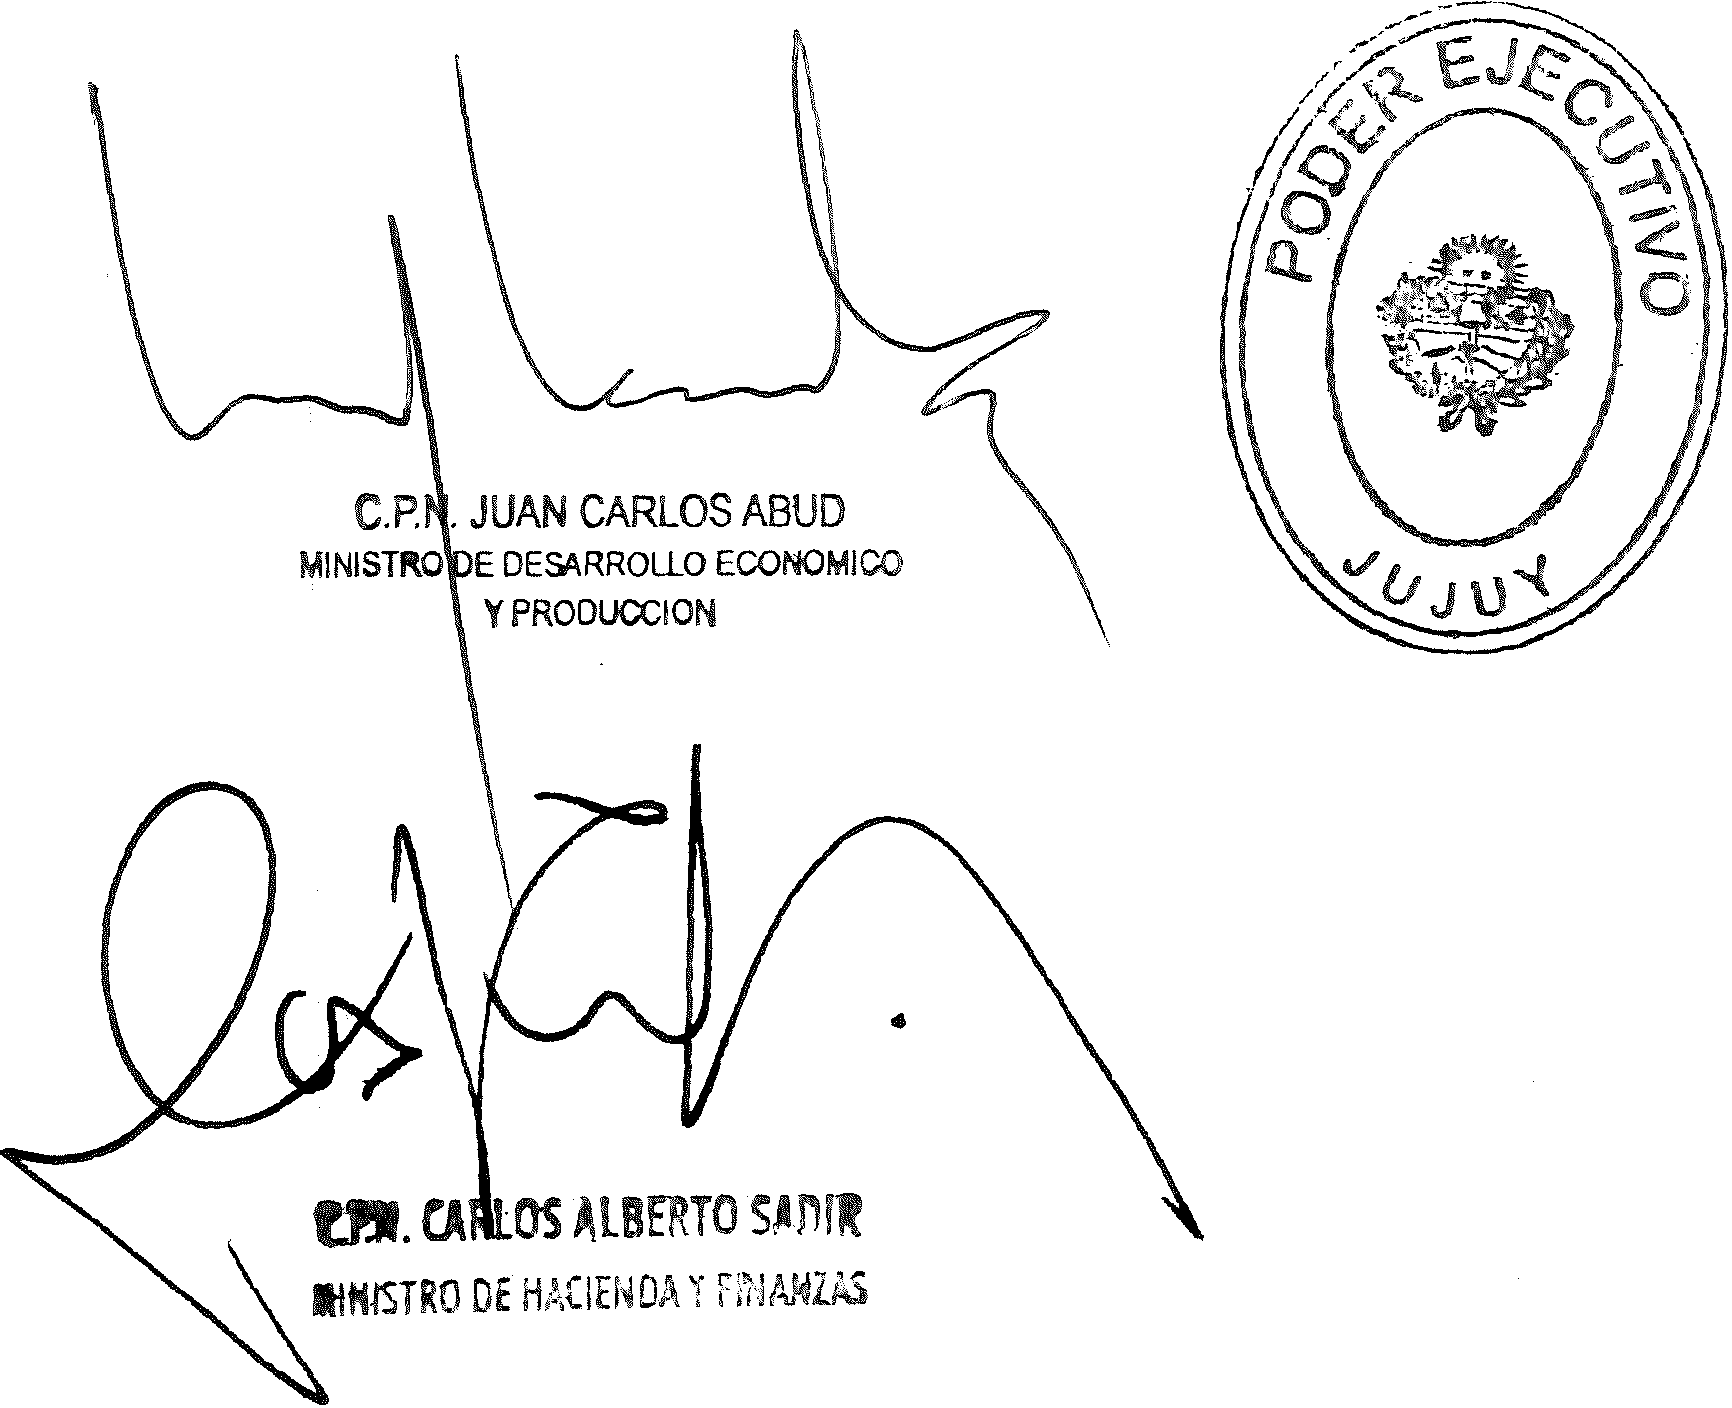 PODER EJECUTIVO
JUJUY
C.P.N. JUAN CARLOS ABUD
MINISTRO DE DESARROLLO ECONOMICO
Y PRODUCCION
C.P.N. CARLOS ALBERTO SADIR
MINISTRO DE HACIENDA Y FINANZAS